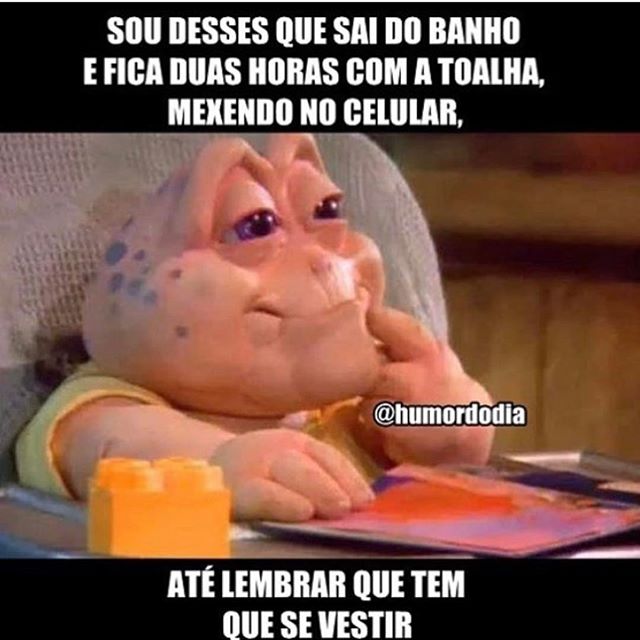 SOU DESSES QUE SAI DO BANHO
E FICA DUAS HORAS COM A TOALHA,
MEXENDO NO CELULAR,
@humordodia
ATÉ LEMBRAR QUE TEM
QUE SE VESTIR